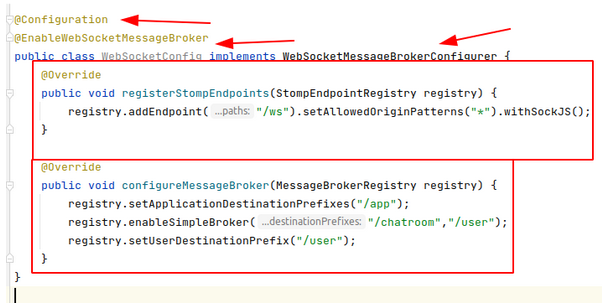 @Configuration
@EnableWebSocketMessageBroker
public class WebSocketConfig implements WebSocketMessageBrokerConfigurer {
@Override
public void registerStompEndpoints(StompEndpointRegistry registry) {
registry.addEndpoint( ...paths: "/ws").setAllowedOriginPatterns("*").withSockJS();
}
@Override
public void configureMessageBroker(MessageBrokerRegistry registry) {
registry.setApplicationDestinationPrefixes("/app");
registry.enableSimpleBroker( ...destinationPrefixes: "/chatroom","/user");
registry.setUserDestinationPrefix("/user");
}
}